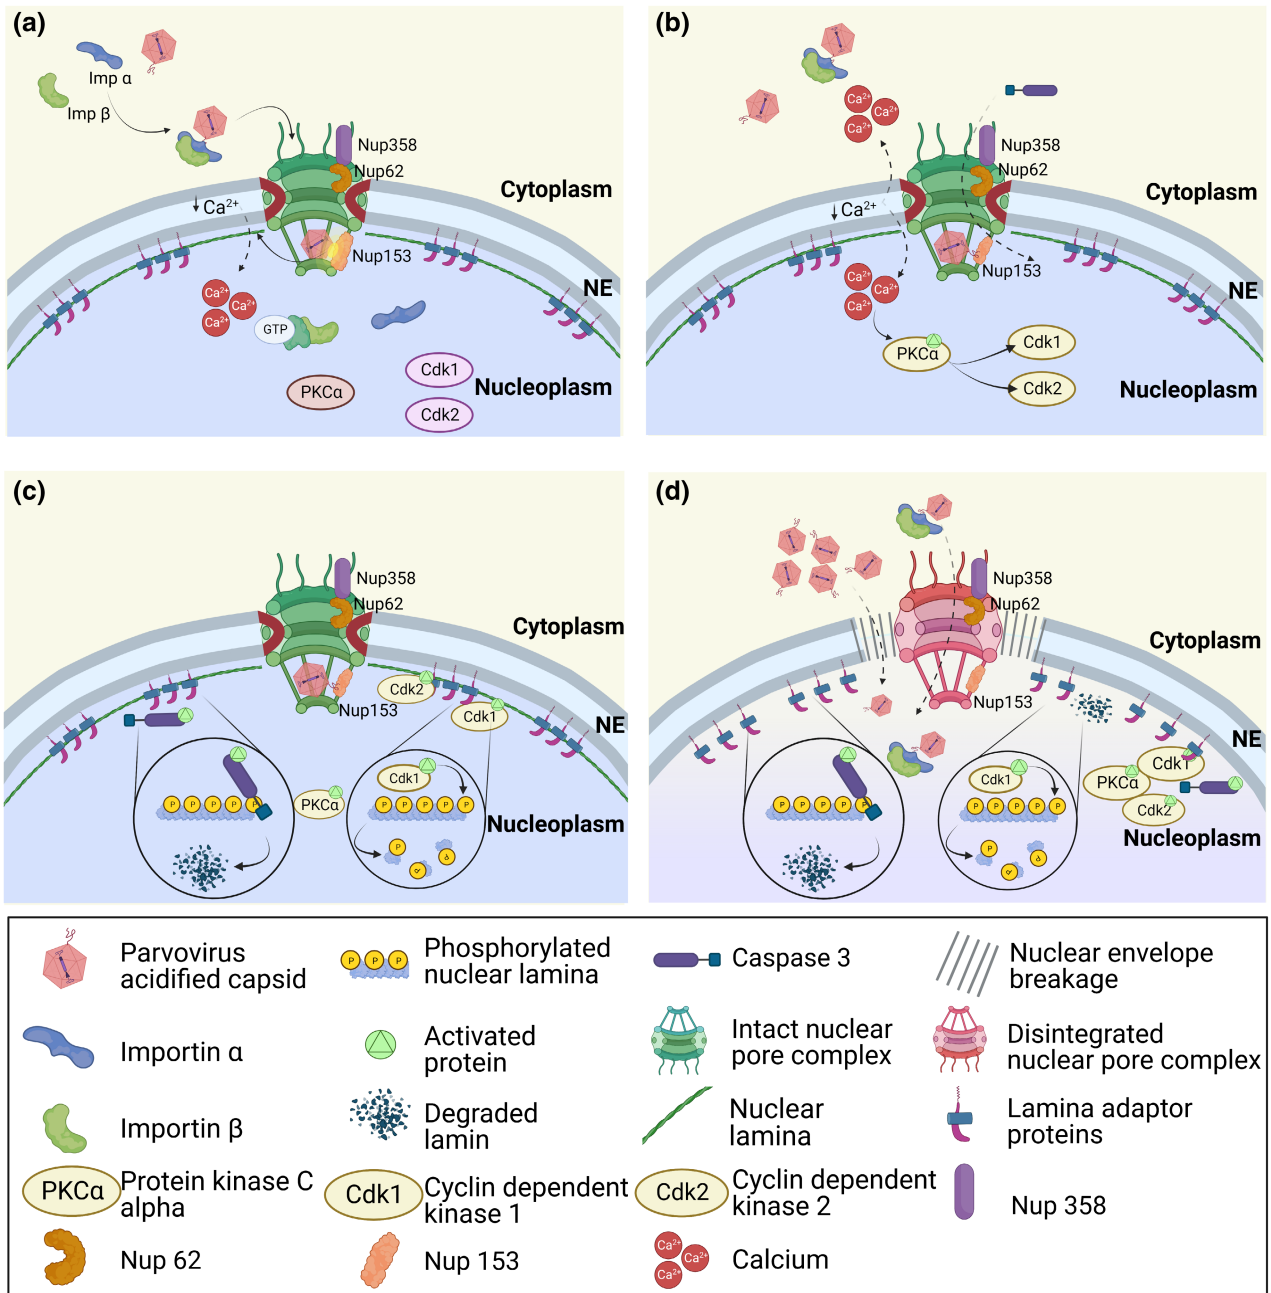 (a)
Imp α
Imp β
Nup358
Nup62
Cytoplasm
↓ Ca²⁺
Nup153
NE
Ca²⁺
Ca²⁺
Ca²⁺
GTP
Cdk1
PKCα
Nucleoplasm
Cdk2
(b)
Ca²⁺
Ca²⁺
Ca²⁺
Nup358
Nup62
Cytoplasm
↓ Ca²⁺
Nup153
NE
Ca²⁺
Ca²⁺
Ca²⁺
PKCα
Cdk1
Cdk2
Nucleoplasm
(c)
Nup358
Nup62
Cytoplasm
Cdk2
Nup153
Cdk1
NE
P P P P P
PKCα
Cdk1
P P P P P
Nucleoplasm
P
P
P
(d)
Nup358
Nup62
Cytoplasm
Nup153
NE
Cdk1
PKCα
Cdk2
Nucleoplasm
P P P P P
Cdk1
P P P P P
P
P
P
Parvovirus
acidified capsid
P P P
Phosphorylated
nuclear lamina
Caspase 3
Nuclear envelope
breakage
Importin α
Activated
protein
Intact nuclear
pore complex
Disintegrated
nuclear pore complex
Importin β
Degraded
lamin
Nuclear
lamina
Lamina adaptor
proteins
PKCα
Protein kinase C
alpha
Cdk1
Cyclin dependent
kinase 1
Cdk2
Cyclin dependent
kinase 2
Nup 358
Nup 62
Nup 153
Ca²⁺
Ca²⁺
Ca²⁺
Calcium